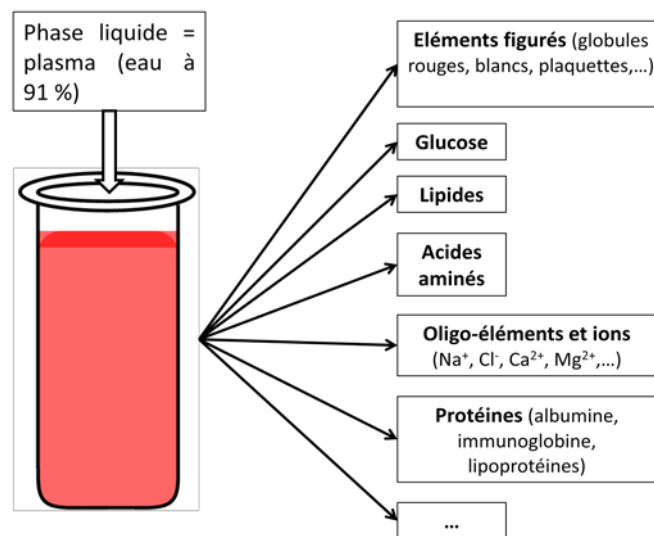 Phase liquide =
plasma (eau à
91 %)
Eléments figurés (globules
rouges, blancs, plaquettes,...)
Glucose
Lipides
Acides
aminés
Oligo-éléments et ions
(Na⁺, Cl⁻, Ca²⁺, Mg²⁺,...)
Protéines (albumine,
immunoglobine,
lipoprotéines)
...